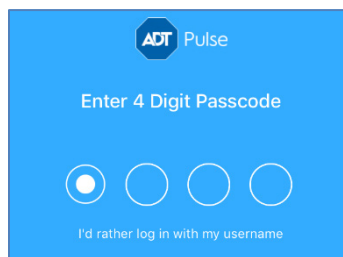 ADT Pulse
Enter 4 Digit Passcode
I'd rather log in with my username